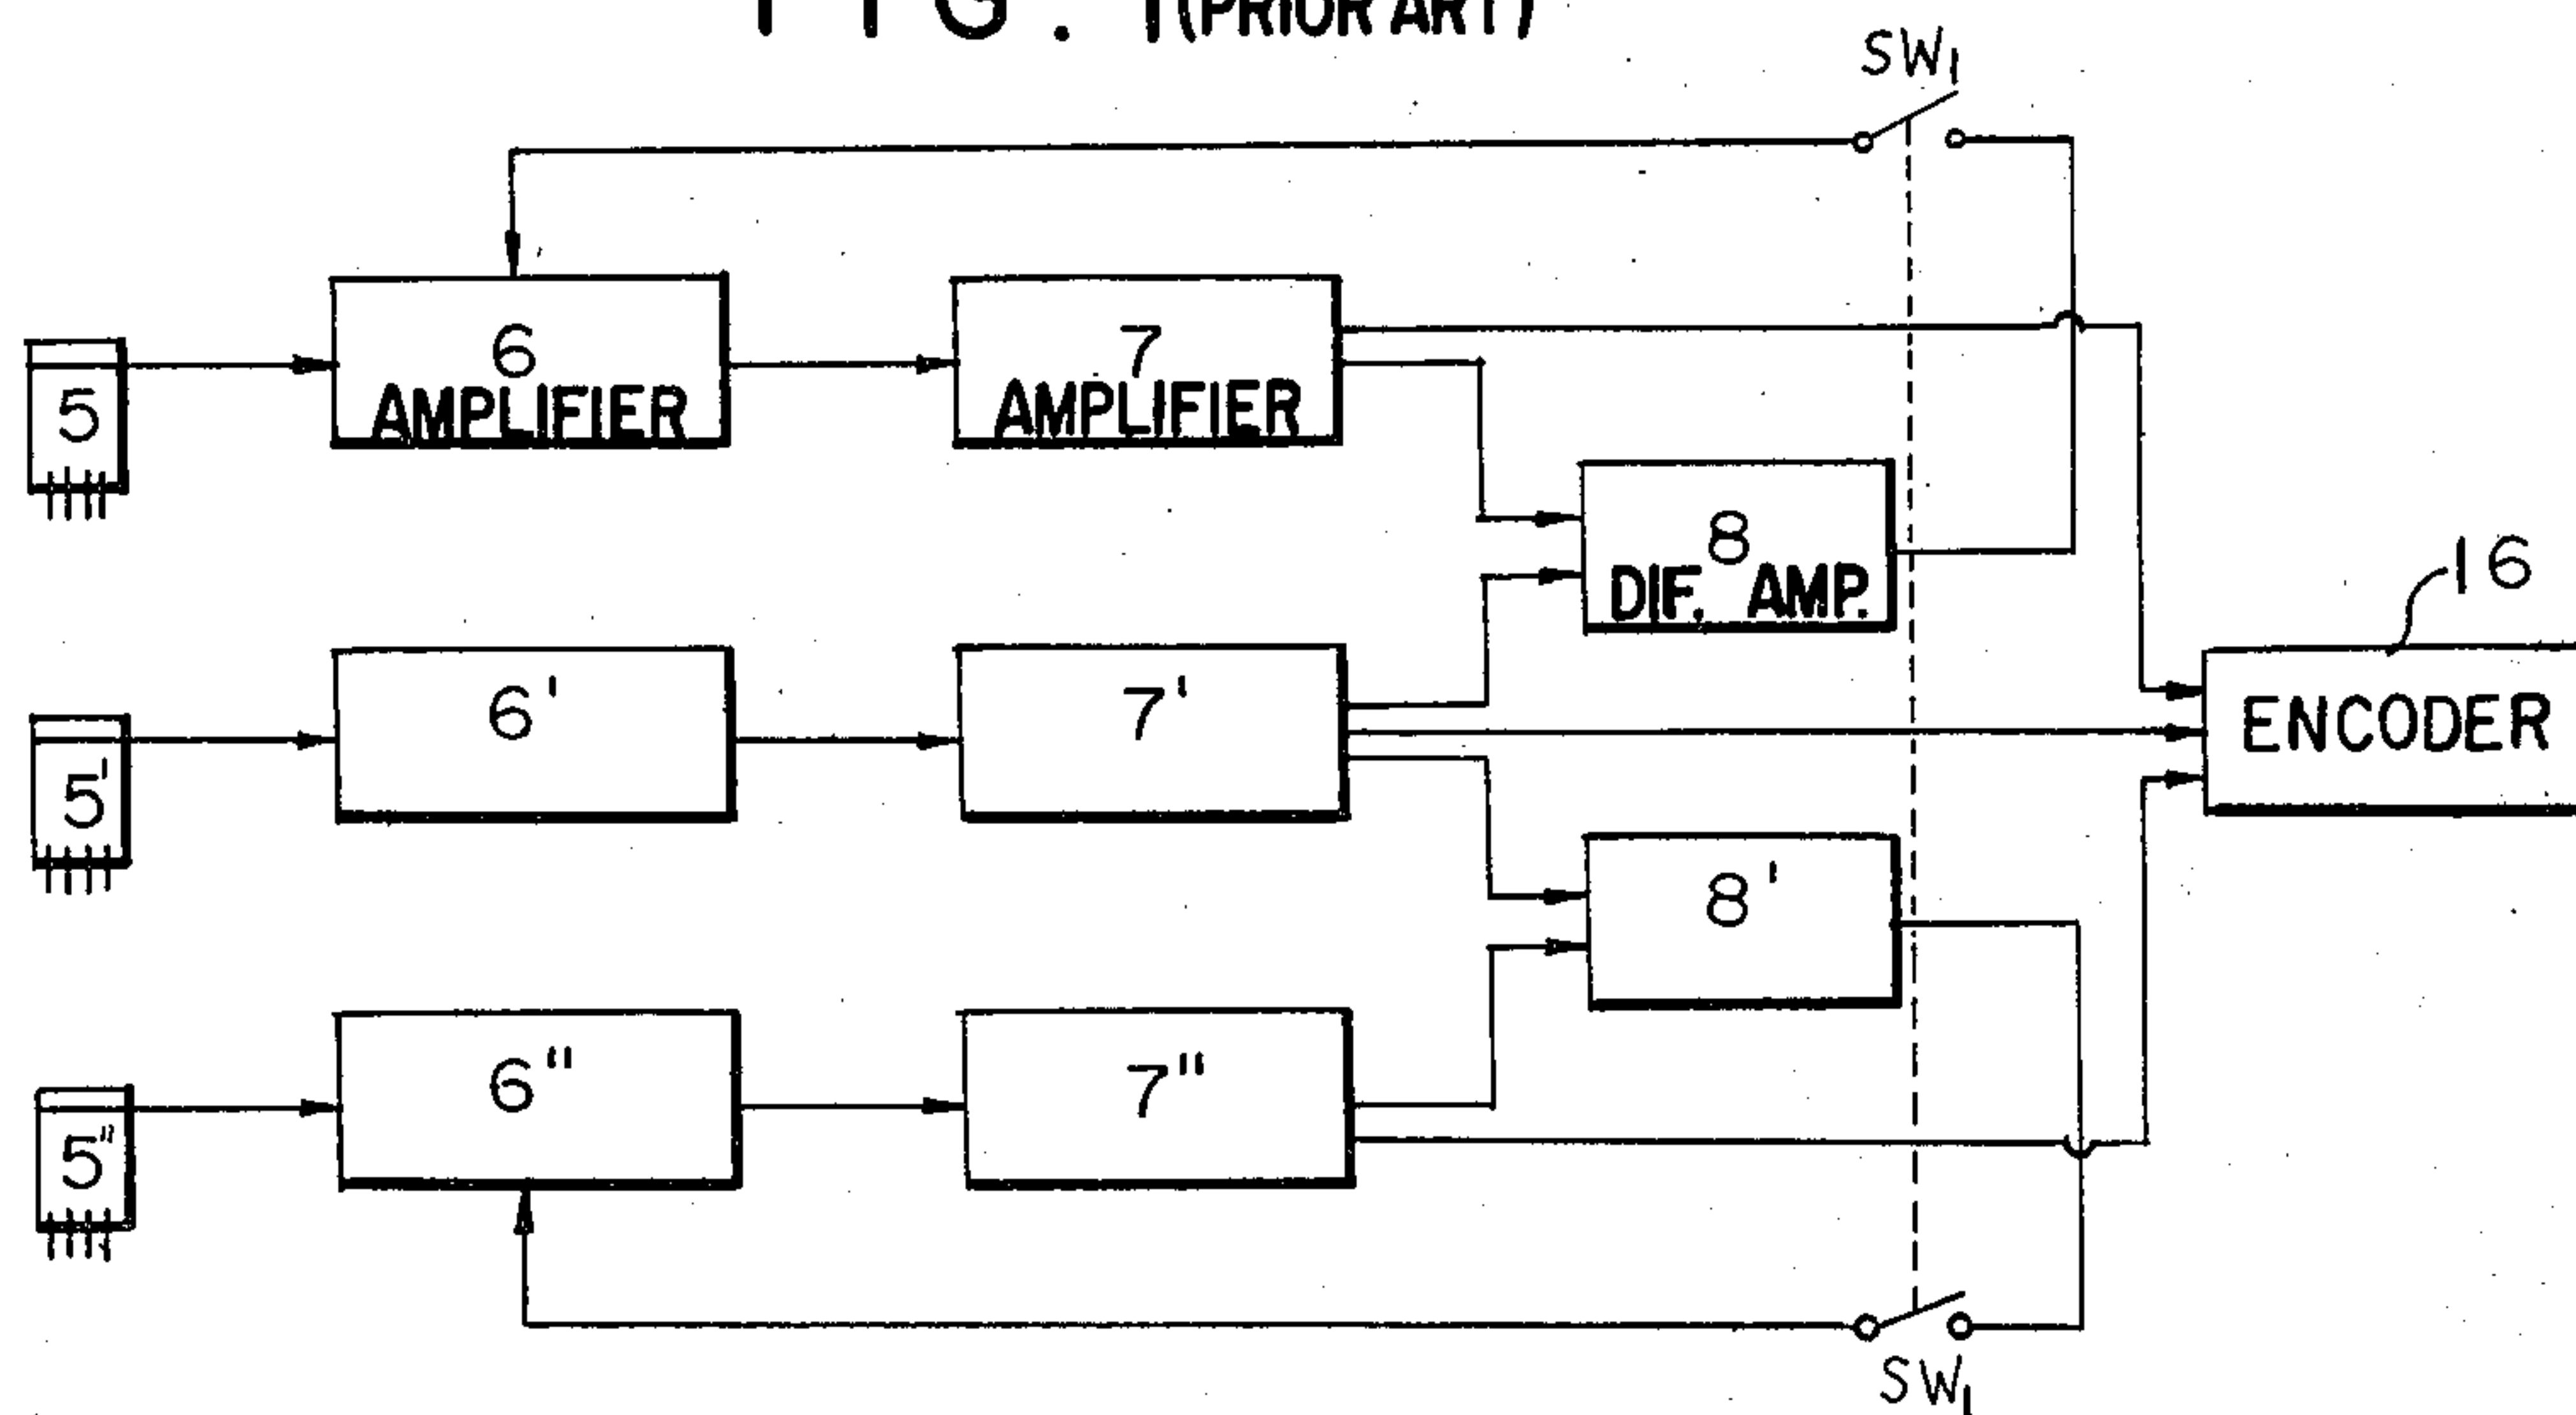 FIG. 1(PRIOR ART)
SW1
5
6
AMPLIFIER
7
AMPLIFIER
8
DIF. AMP.
16
5'
6'
7'
ENCODER
8'
5"
6"
7"
SW1